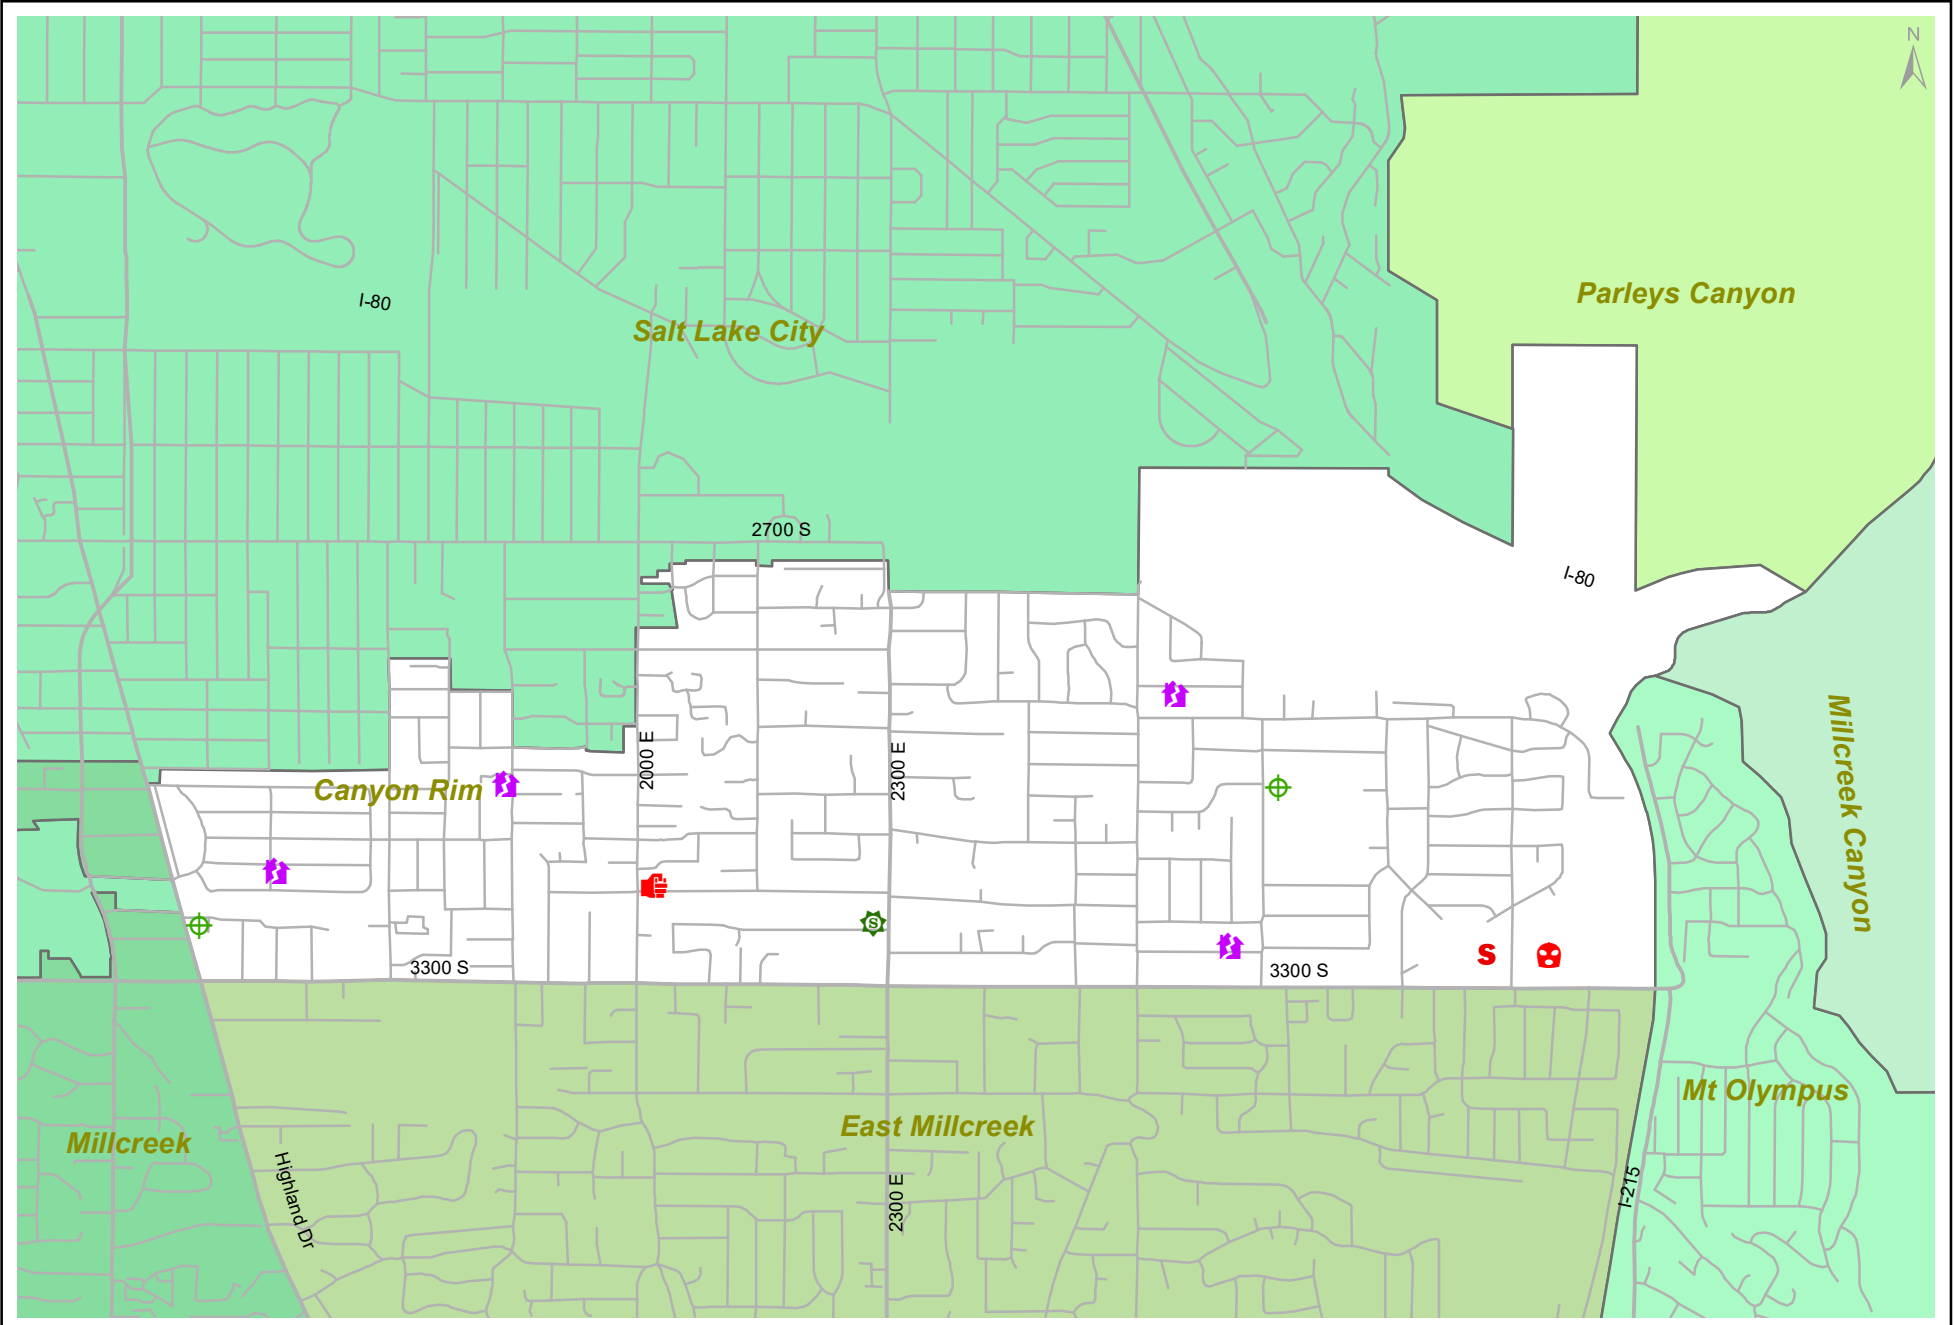 N
Parleys Canyon
I-80
Salt Lake City
2700 S
I-80
Millcreek Canyon
2000 E
2300 E
Canyon Rim
S
S
3300 S
3300 S
Mt Olympus
East Millcreek
Millcreek
Highland Dr
2300 E
I-215